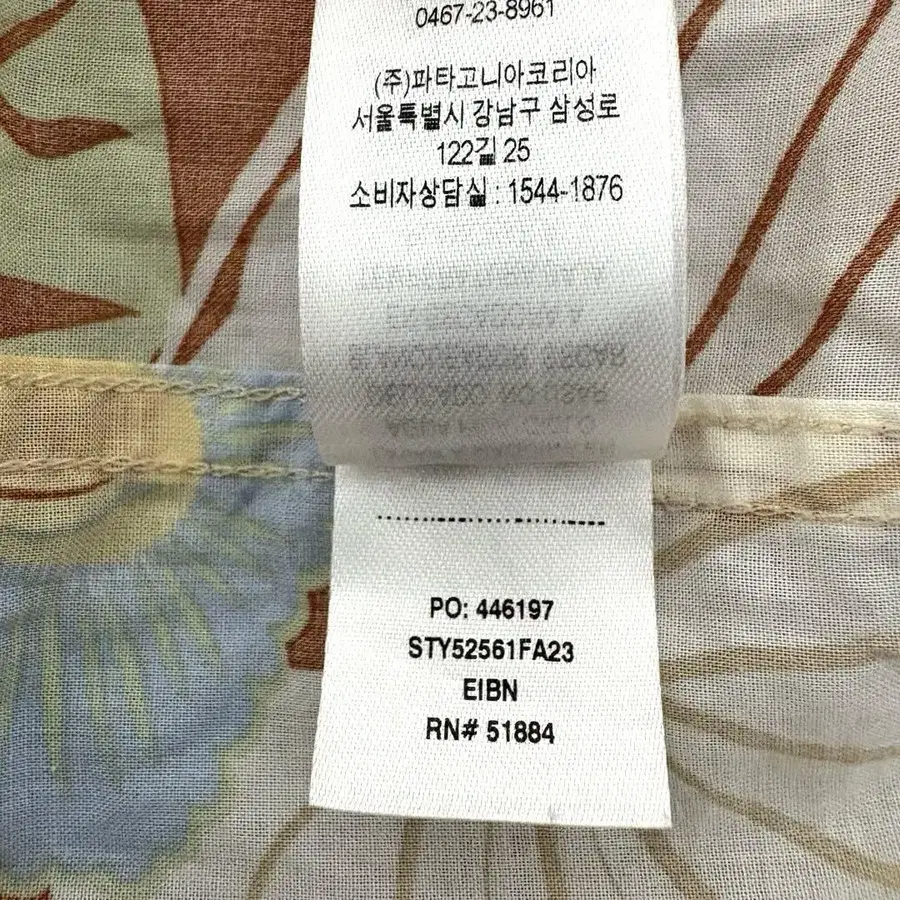 0467-23-8961
(주)파타고니아코리아
서울특별시 강남구 삼성로
122길 25
소비자상담실 : 1544-1876
PO: 446197
STY52561FA23
EIBN
RN# 51884